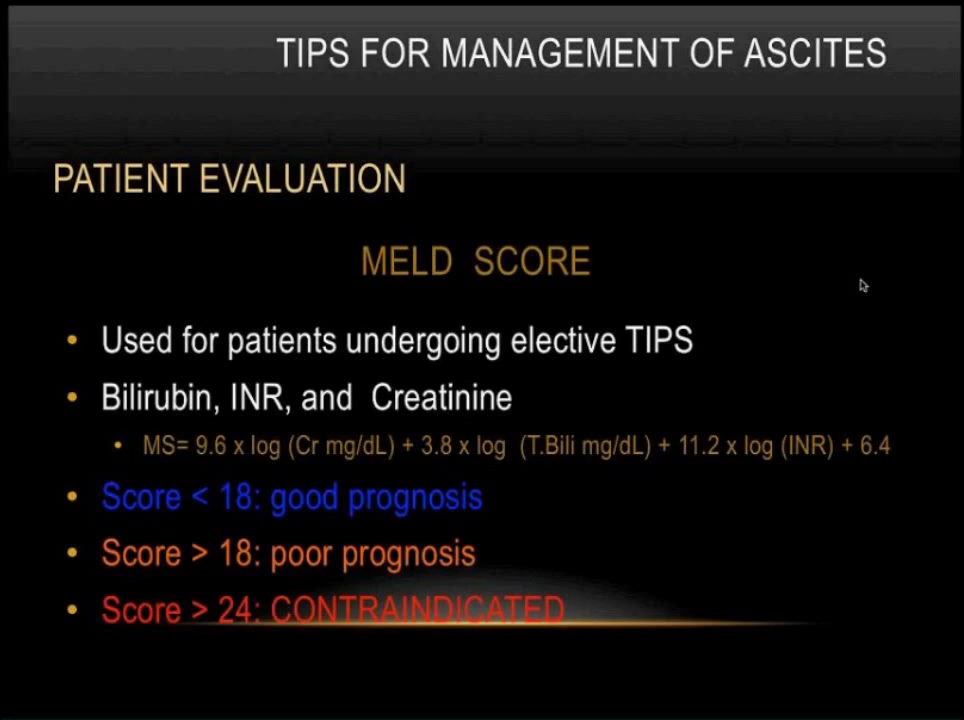 TIPS FOR MANAGEMENT OF ASCITES
PATIENT EVALUATION
MELD SCORE
• Used for patients undergoing elective TIPS
• Bilirubin, INR, and Creatinine
• MS= 9.6 x log (Cr mg/dL) + 3.8 x log (T.Bili mg/dL) + 11.2 x log (INR) + 6.4
• Score < 18: good prognosis
• Score > 18: poor prognosis
• Score > 24: CONTRAINDICATED